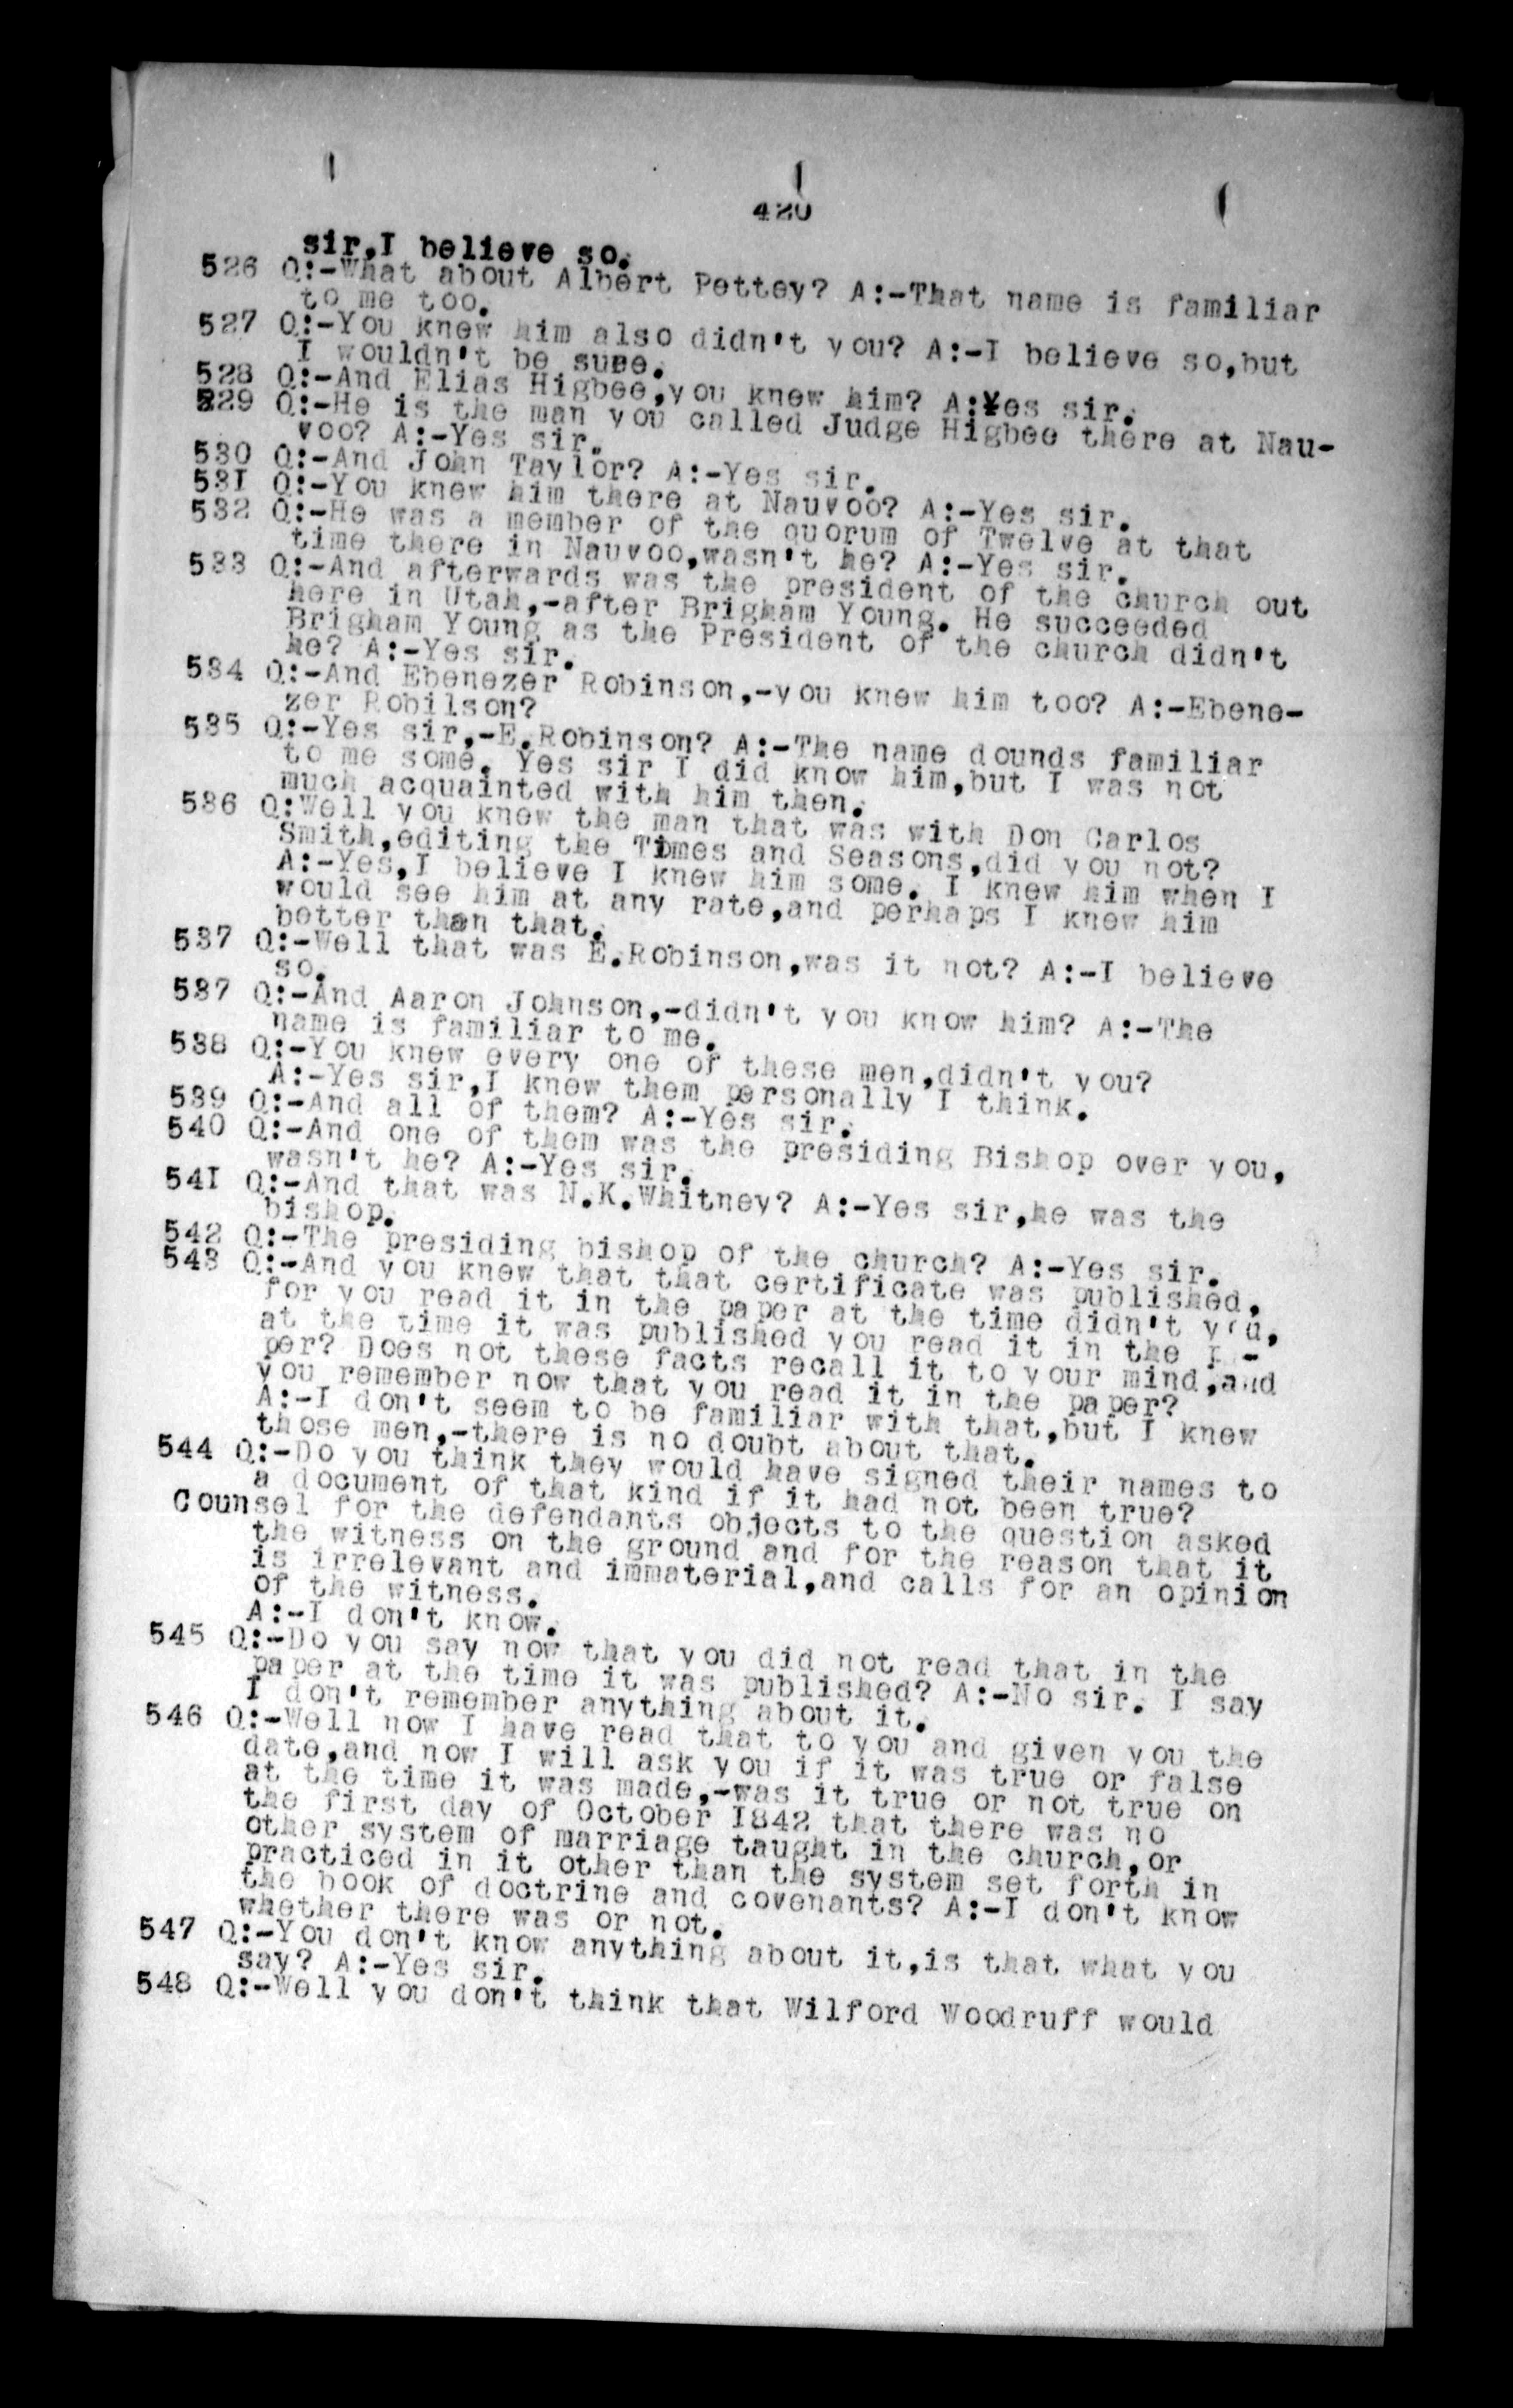 420
sir,I believe so.
526 Q:-What about Albert Pettey? A:-That name is familiar
to me too.
527 Q:-You knew him also didn't you? A:-I believe so,but
I wouldn't be sure.
528 Q:-And Elias Higbee,you knew him? A:Yes sir.
529 Q:-He is the man you called Judge Higbee there at Nau-
voo? A:-Yes sir.
530 Q:-And John Taylor? A:-Yes sir.
531 Q:-You knew him there at Nauvoo? A:-Yes sir.
532 Q:-He was a member of the quorum of Twelve at that
time there in Nauvoo,wasn't he? A:-Yes sir.
533 Q:-And afterwards was the president of the church out
here in Utah,-after Brigham Young. He succeeded
Brigham Young as the President of the church didn't
he? A:-Yes sir.
534 Q:-And Ebenezer Robinson,-you knew him too? A:-Ebene-
zer Robilson?
535 Q:-Yes sir,-E.Robinson? A:-The name dounds familiar
to me some. Yes sir I did know him,but I was not
much acquainted with him then.
536 Q:Well you knew the man that was with Don Carlos
Smith,editing the Times and Seasons,did you not?
A:-Yes,I believe I knew him some. I knew him when I
would see him at any rate,and perhaps I knew him
better than that.
537 Q:-Well that was E.Robinson,was it not? A:-I believe
so.
537 Q:-And Aaron Johnson,-didn't you know him? A:-The
name is familiar to me.
538 Q:-You knew every one of these men,didn't you?
A:-Yes sir,I knew them personally I think.
539 Q:-And all of them? A:-Yes sir.
540 Q:-And one of them was the presiding Bishop over you,
wasn't he? A:-Yes sir.
541 Q:-And that was N.K.Whitney? A:-Yes sir,he was the
bishop.
542 Q:-The presiding bishop of the church? A:-Yes sir.
543 Q:-And you knew that that certificate was published,
for you read it in the paper at the time didn't you,
at the time it was published you read it in the pa-
per? Does not these facts recall it to your mind,and
you remember now that you read it in the paper?
A:-I don't seem to be familiar with that,but I knew
those men,-there is no doubt about that.
544 Q:-Do you think they would have signed their names to
a document of that kind if it had not been true?
Counsel for the defendants objects to the question asked
the witness on the ground and for the reason that it
is irrelevant and immaterial,and calls for an opinion
of the witness.
A:-I don't know.
545 Q:-Do you say now that you did not read that in the
paper at the time it was published? A:-No sir. I say
I don't remember anything about it.
546 Q:-Well now I have read that to you and given you the
date,and now I will ask you if it was true or false
at the time it was made,-was it true or not true on
the first day of October 1842 that there was no
other system of marriage taught in the church,or
practiced in it other than the system set forth in
the book of doctrine and covenants? A:-I don't know
whether there was or not.
547 Q:-You don't know anything about it,is that what you
say? A:-Yes sir.
548 Q:-Well you don't think that Wilford Woodruff would